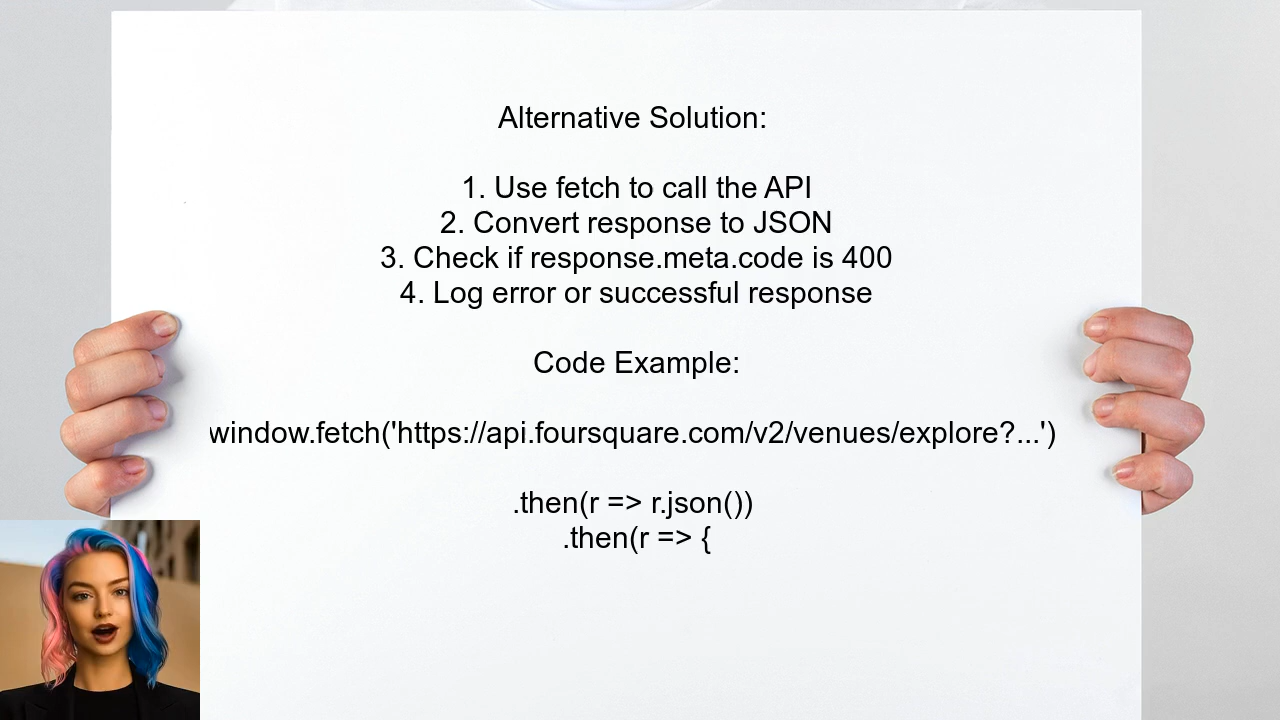 Alternative Solution:
1. Use fetch to call the API
2. Convert response to JSON
3. Check if response.meta.code is 400
4. Log error or successful response
Code Example:
window.fetch('https://api.foursquare.com/v2/venues/explore?...')
.then(r => r.json())
.then(r => {